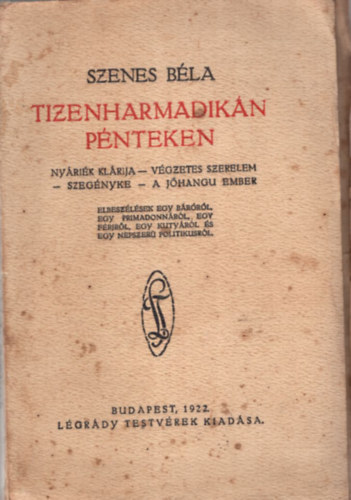 SZENES BÉLA
TIZENHARMADIKÁN
PÉNTEKEN
NYÁRIÉK KLÁRIJA — VÉGZETES SZERELEM
— SZEGÉNYKE — A JÓHANGU EMBER
ELBESZÉLÉSEK EGY BÁRÓRÓL,
EGY PRIMADONNÁRÓL, EGY
FÉRJRŐL, EGY KUTYÁRÓL ÉS
EGY NÉPSZERÜ POLITIKUSRÓL.
BUDAPEST, 1922.
LÉGRÁDY TESTVÉREK KIADÁSA.